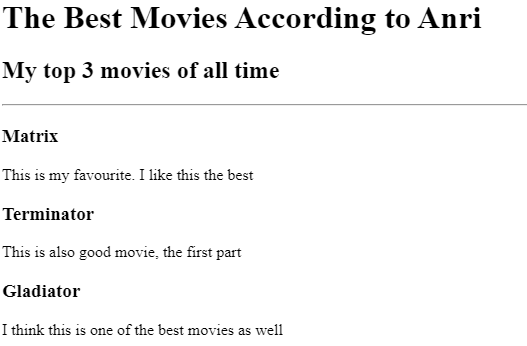 The Best Movies According to Anri
My top 3 movies of all time
Matrix
This is my favourite. I like this the best
Terminator
This is also good movie, the first part
Gladiator
I think this is one of the best movies as well